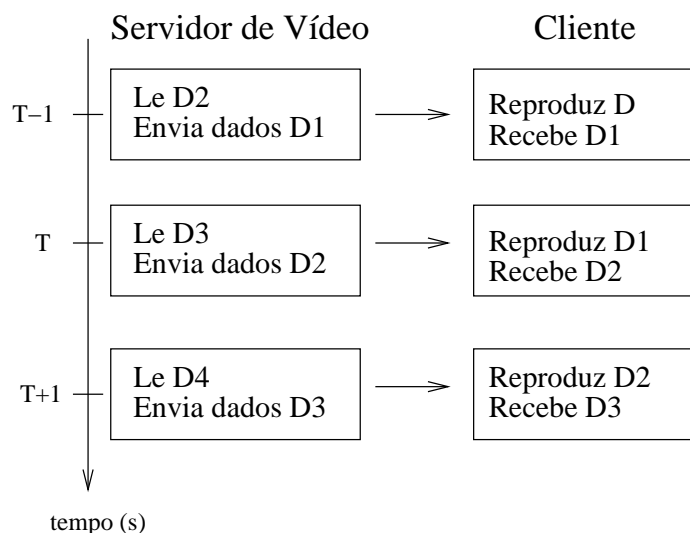 Servidor de Vídeo
Cliente
T−1
Le D2
Envia dados D1
Reproduz D
Recebe D1
T
Le D3
Envia dados D2
Reproduz D1
Recebe D2
T+1
Le D4
Envia dados D3
Reproduz D2
Recebe D3
tempo (s)